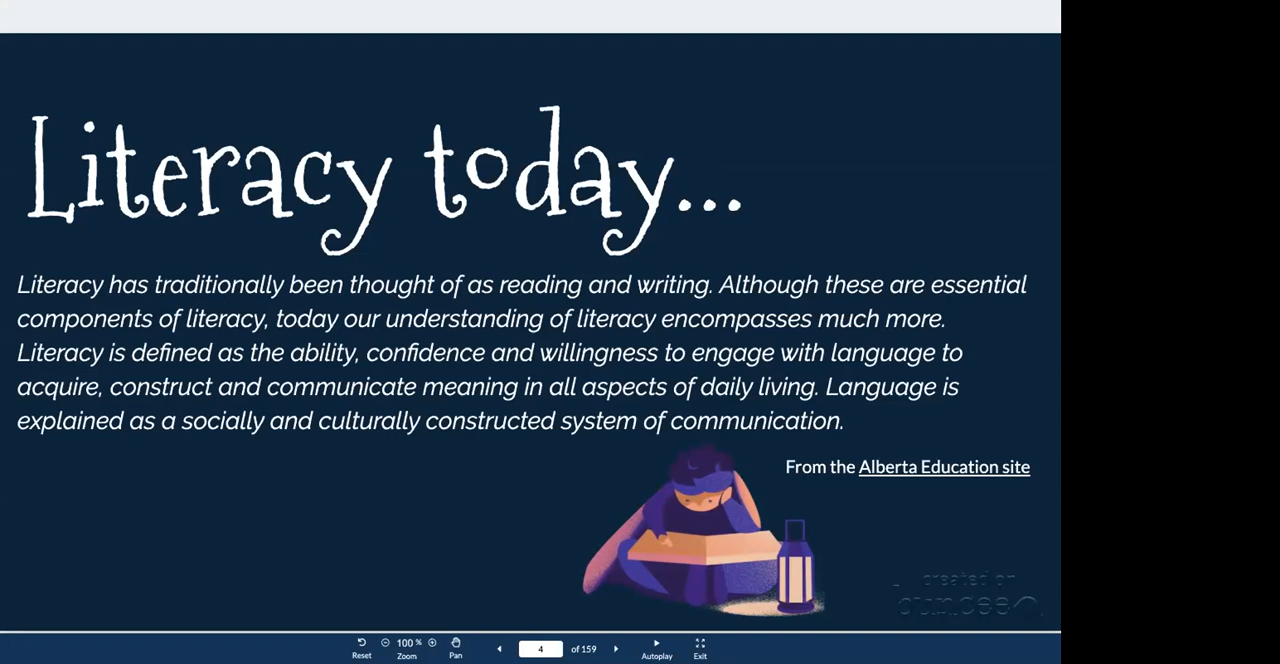 Literacy today...
Literacy has traditionally been thought of as reading and writing. Although these are essential
components of literacy, today our understanding of literacy encompasses much more.
Literacy is defined as the ability, confidence and willingness to engage with language to
acquire, construct and communicate meaning in all aspects of daily living. Language is
explained as a socially and culturally constructed system of communication.
From the Alberta Education site
created on
Reset
100 %
Zoom
Pan
4 of 159
Autoplay
Exit